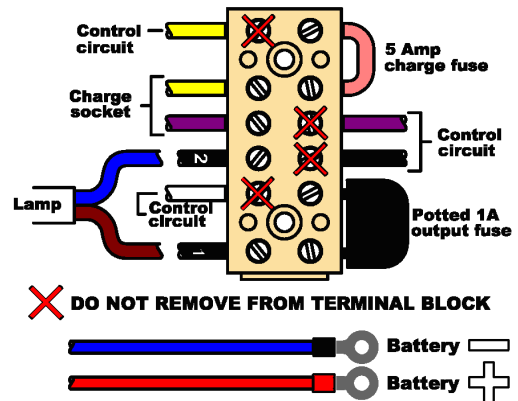 Control
circuit
5 Amp
charge fuse
Charge
socket
Control
circuit
2
Lamp
Control
circuit
Potted 1A
output fuse
1
DO NOT REMOVE FROM TERMINAL BLOCK
Battery
Battery